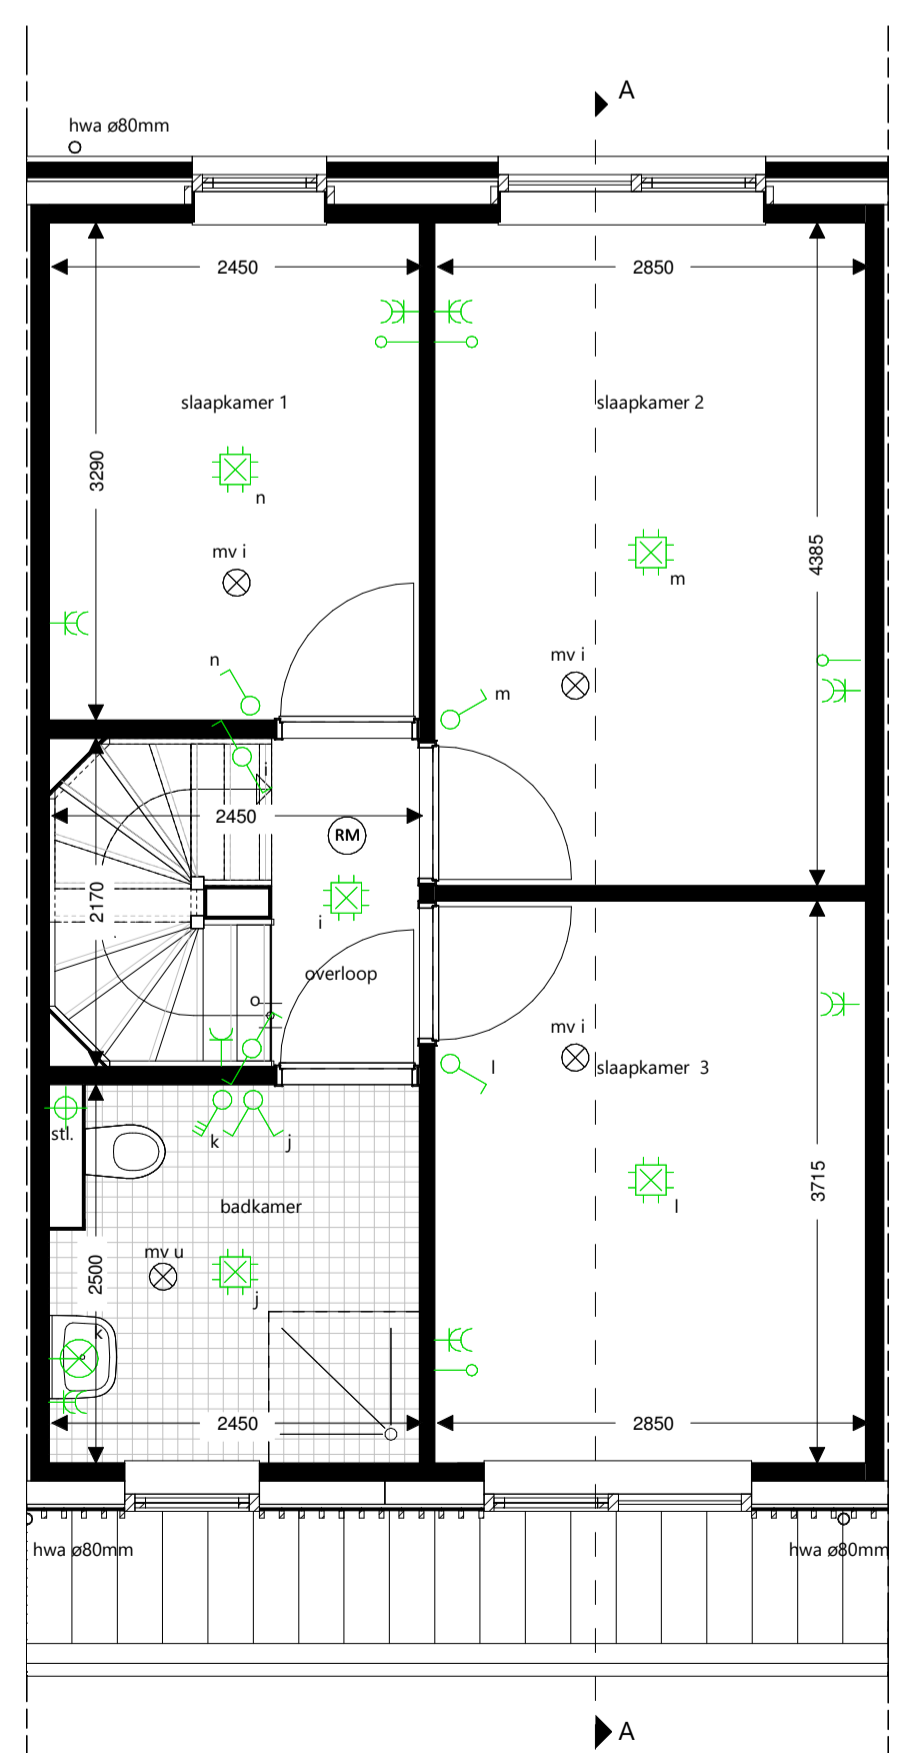 A
hwa ø80mm
2450
2850
slaapkamer 1
slaapkamer 2
3290
n
mv i
4385
m
mv i
n
m
i
2450
RM
2170
i
overloop
o
mv i
slaapkamer 3
l
stl.
k
j
3715
badkamer
l
mv u
2500
j
k
2450
2850
hwa ø80mm
hwa ø80mm
A